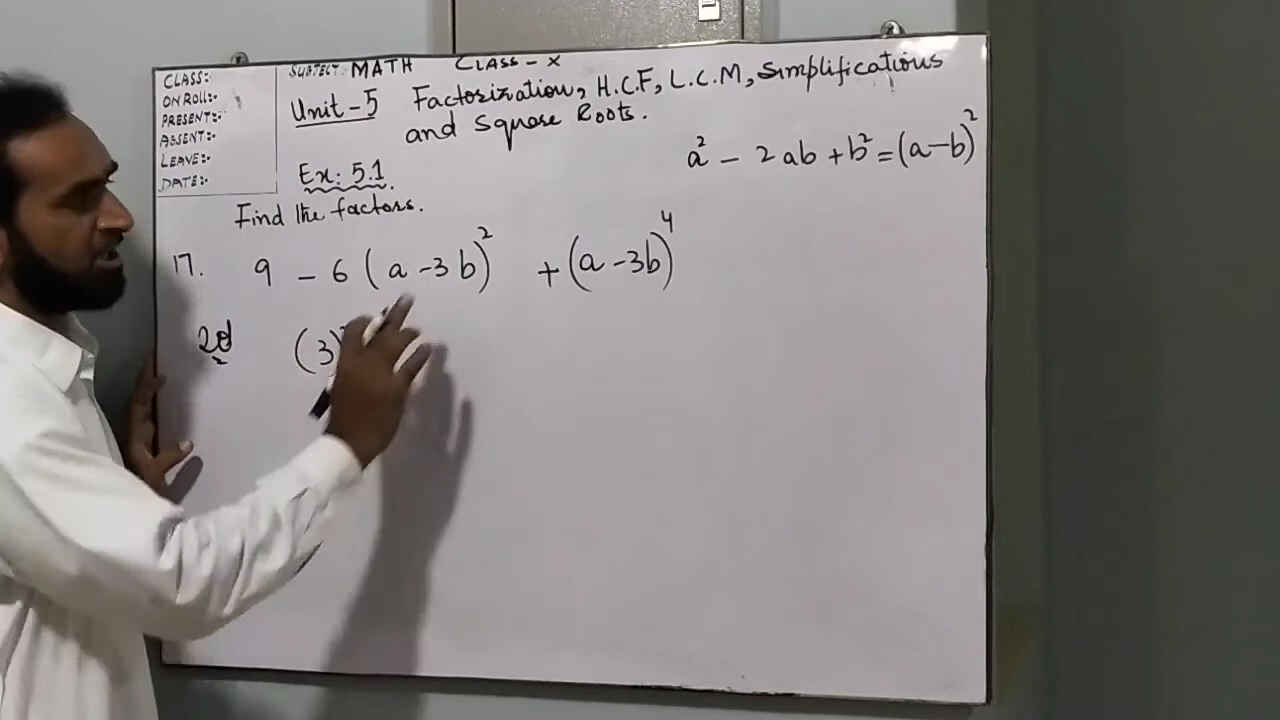 CLASS:
ON ROLL:-
PRESENT:-
ABSENT:-
LEAVE:-
DATE:-
SUBJECT: MATH CLASS - X
Unit - 5 Factorization, H.C.F, L.C.M, Simplifications
and Square Roots.
a² - 2ab + b² = (a-b)²
Ex: 5.1.
Find the factors.
17. 9 - 6(a - 3b)² + (a - 3b)⁴
(3)